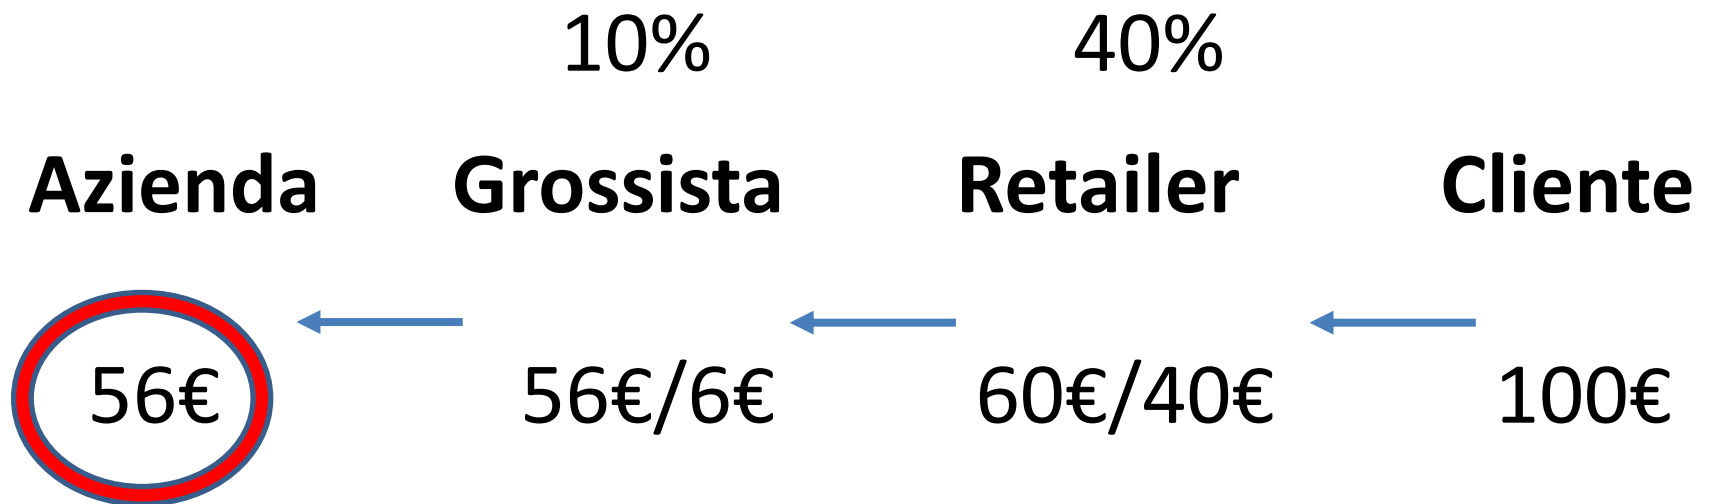 10% 40%
Azienda Grossista Retailer Cliente
56€ 56€/6€ 60€/40€ 100€